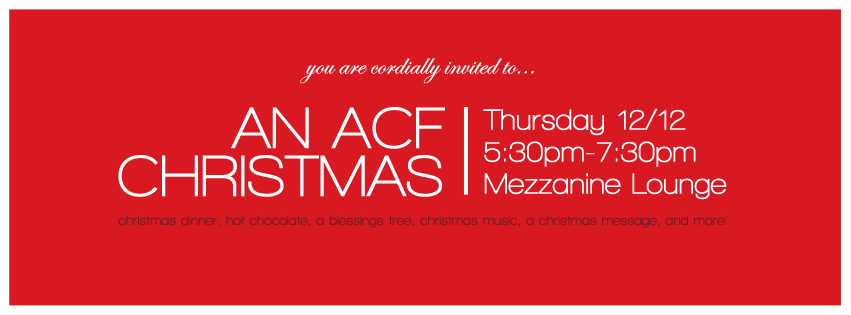 you are cordially invited to...
AN ACF
CHRISTMAS
Thursday 12/12
5:30pm-7:30pm
Mezzanine Lounge
christmas dinner, hot chocolate, a blessings tree, christmas music, a christmas message, and more!